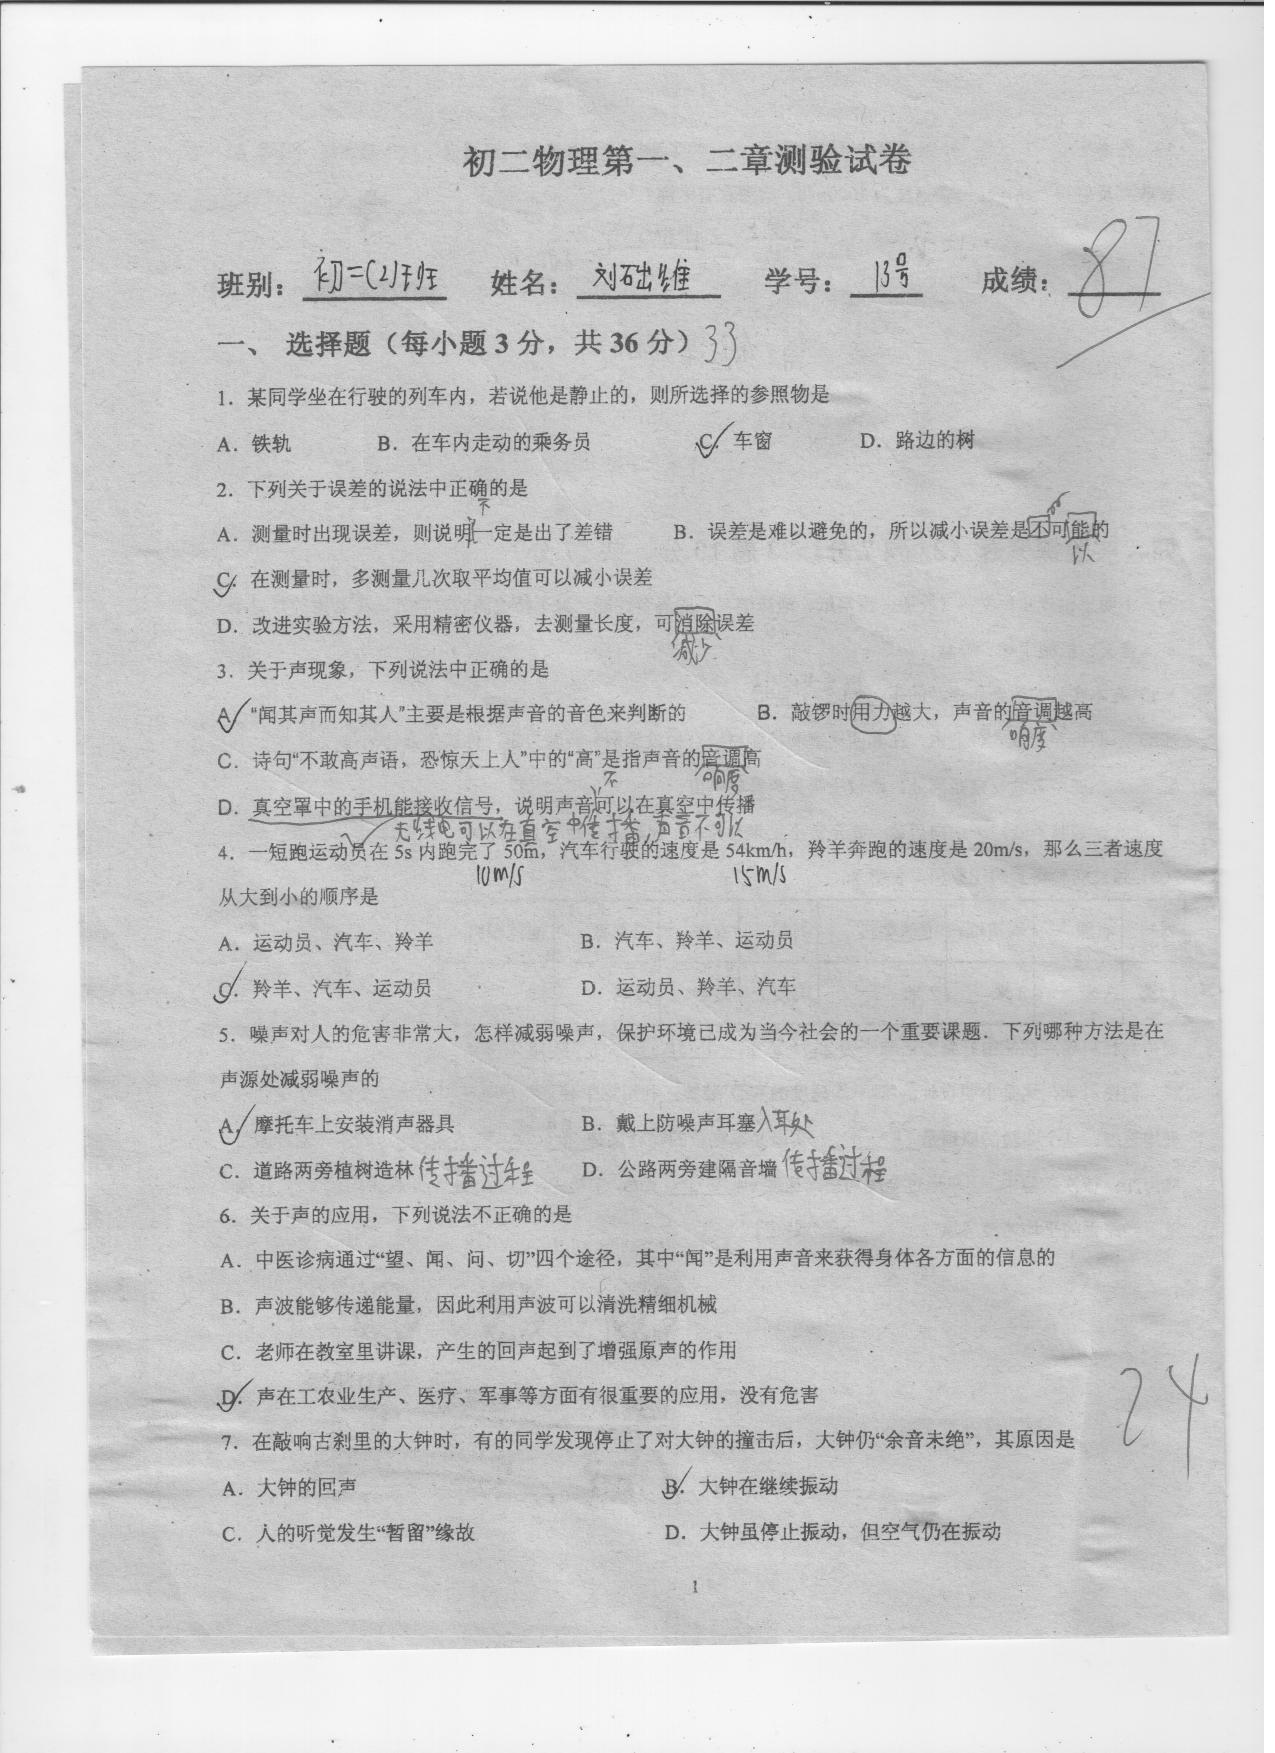 初二物理第一、二章测验试卷
班别：初二(2)班 姓名：刘础维 学号：13号 成绩：87
一、 选择题（每小题 3 分，共 36 分）33
1．某同学坐在行驶的列车内，若说他是静止的，则所选择的参照物是
A．铁轨 B．在车内走动的乘务员 C．车窗 D．路边的树
2．下列关于误差的说法中正确的是
不
A．测量时出现误差，则说明一定是出了差错 B．误差是难以避免的，所以减小误差是不可能的
以
C．在测量时，多测量几次取平均值可以减小误差
D．改进实验方法，采用精密仪器，去测量长度，可消除误差
减少
3．关于声现象，下列说法中正确的是
A．“闻其声而知其人”主要是根据声音的音色来判断的 B．敲锣时用力越大，声音的音调越高
响度
C．诗句“不敢高声语，恐惊天上人”中的“高”是指声音的音调高
不 响度
D．真空罩中的手机能接收信号，说明声音可以在真空中传播
无线电可以在真空中传播，声音不可以
4．一短跑运动员在 5s 内跑完了 50m，汽车行驶的速度是 54km/h，羚羊奔跑的速度是 20m/s，那么三者速度
10m/s 15m/s
从大到小的顺序是
A．运动员、汽车、羚羊 B．汽车、羚羊、运动员
C．羚羊、汽车、运动员 D．运动员、羚羊、汽车
5．噪声对人的危害非常大，怎样减弱噪声，保护环境已成为当今社会的一个重要课题．下列哪种方法是在
声源处减弱噪声的
A．摩托车上安装消声器具 B．戴上防噪声耳塞 入耳处
C．道路两旁植树造林 传播过程 D．公路两旁建隔音墙 传播过程
6．关于声的应用，下列说法不正确的是
A．中医诊病通过“望、闻、问、切”四个途径，其中“闻”是利用声音来获得身体各方面的信息的
B．声波能够传递能量，因此利用声波可以清洗精细机械
C．老师在教室里讲课，产生的回声起到了增强原声的作用
D．声在工农业生产、医疗、军事等方面有很重要的应用，没有危害
24
7．在敲响古刹里的大钟时，有的同学发现停止了对大钟的撞击后，大钟仍“余音未绝”，其原因是
A．大钟的回声 B．大钟在继续振动
C．人的听觉发生“暂留”缘故 D．大钟虽停止振动，但空气仍在振动
1